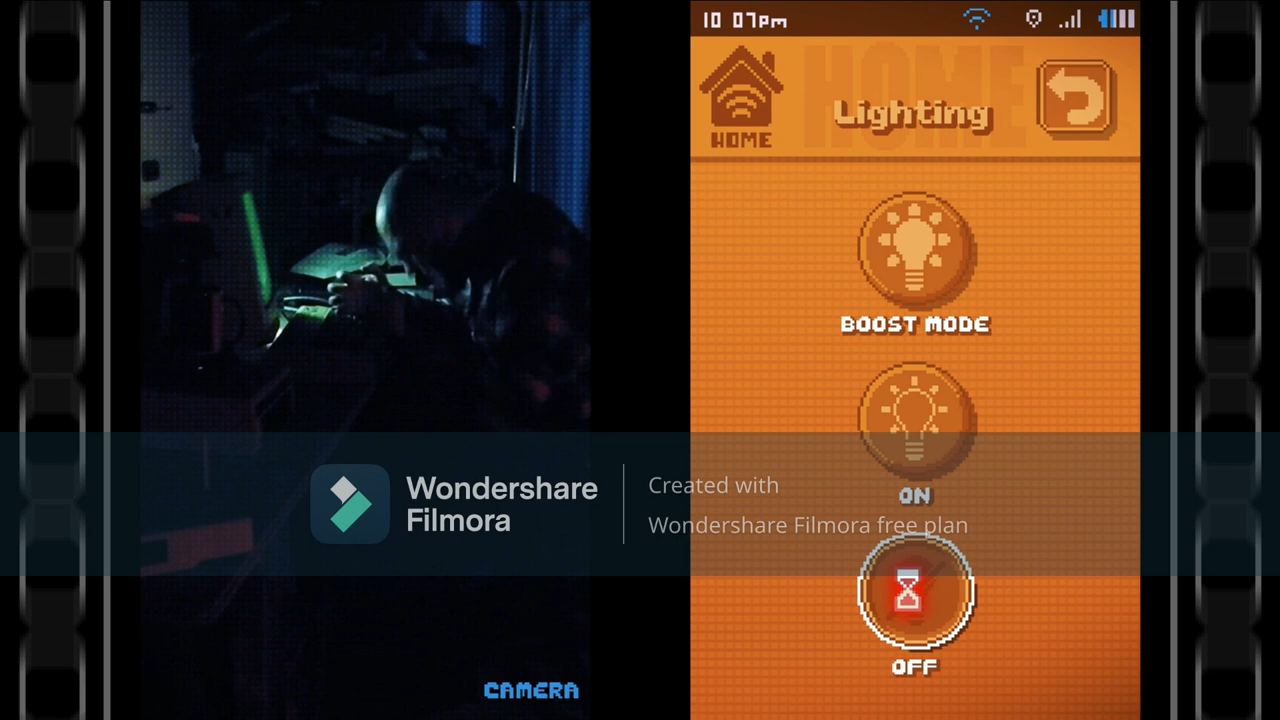 10 07pm
HOME
Lighting
HOME
BOOST MODE
ON
Wondershare
Filmora
Created with
Wondershare Filmora free plan
OFF
CAMERA